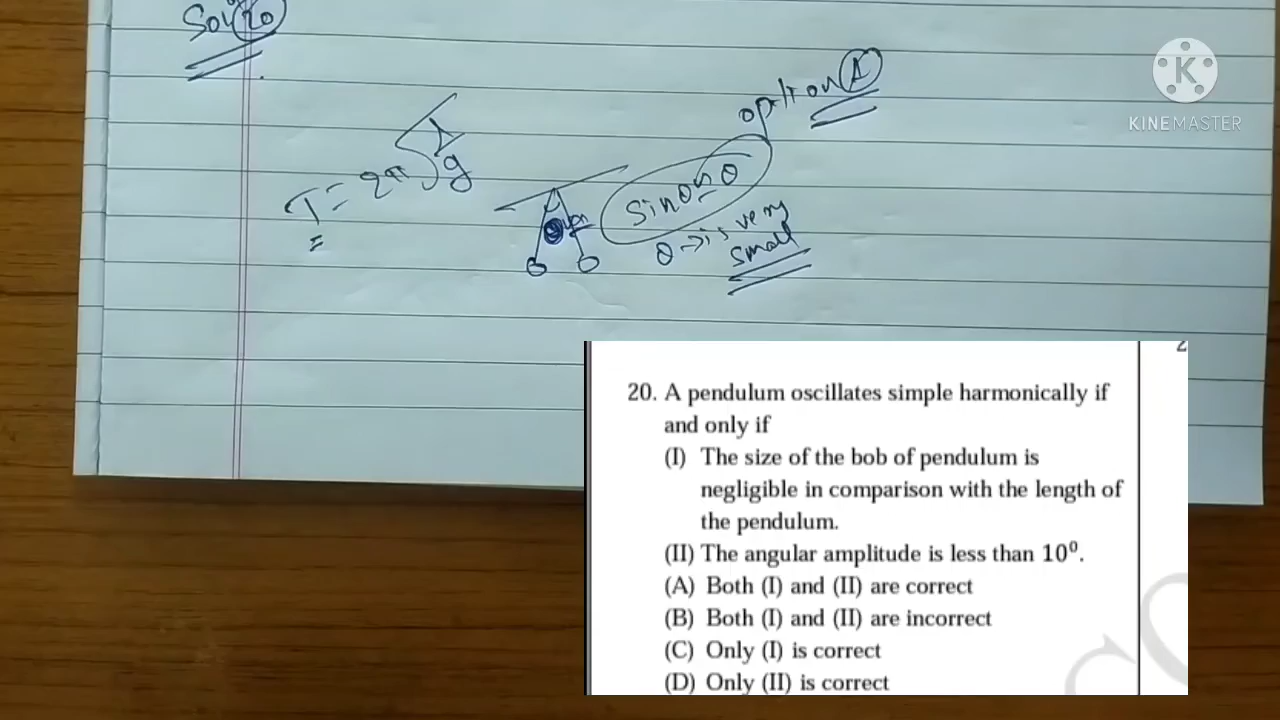 20
option A
T = 2π √ l/g
sinθ ≈ θ
θ → is very
small
KINEMASTER
20. A pendulum oscillates simple harmonically if
and only if
(I) The size of the bob of pendulum is
negligible in comparison with the length of
the pendulum.
(II) The angular amplitude is less than 10⁰.
(A) Both (I) and (II) are correct
(B) Both (I) and (II) are incorrect
(C) Only (I) is correct
(D) Only (II) is correct